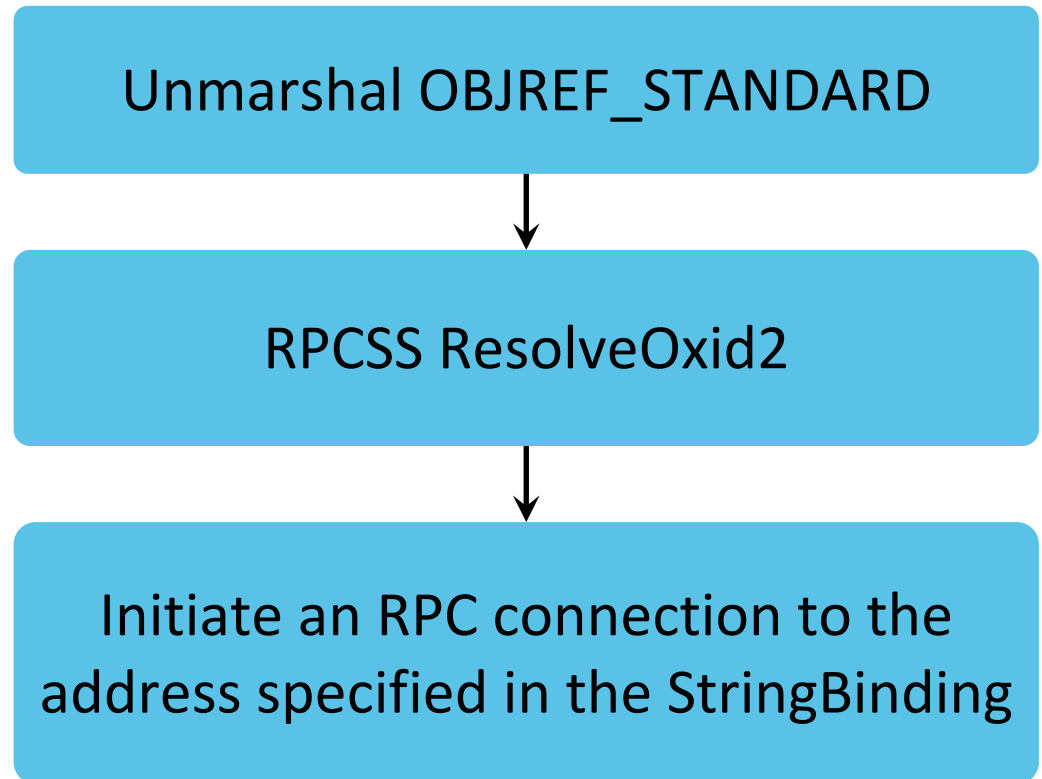 Unmarshal OBJREF_STANDARD
RPCSS ResolveOxid2
Initiate an RPC connection to the
address specified in the StringBinding